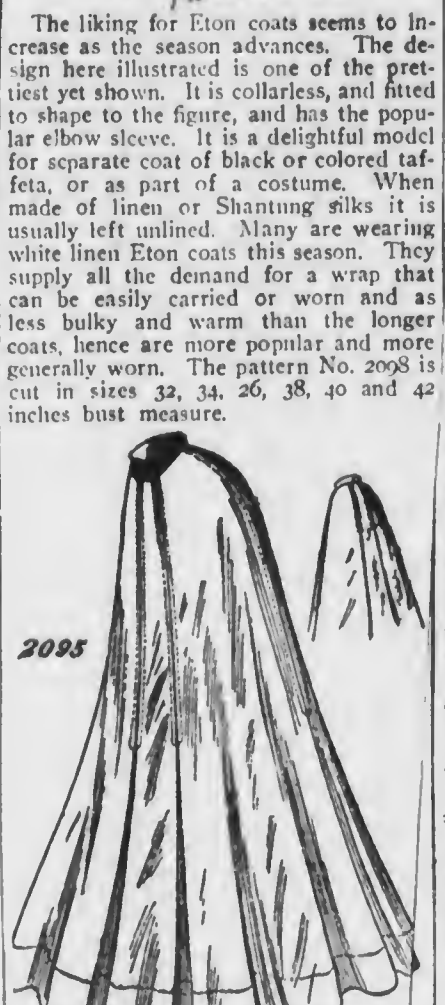 The liking for Eton coats seems to in-
crease as the season advances. The de-
sign here illustrated is one of the pret-
tiest yet shown. It is collarless, and fitted
to shape to the figure, and has the popu-
lar elbow sleeve. It is a delightful model
for separate coat of black or colored taf-
feta, or as part of a costume. When
made of linen or Shantung silks it is
usually left unlined. Many are wearing
white linen Eton coats this season. They
supply all the demand for a wrap that
can be easily carried or worn and as
less bulky and warm than the longer
coats, hence are more popular and more
generally worn. The pattern No. 2098 is
cut in sizes 32, 34, 26, 38, 40 and 42
inches bust measure.
2095